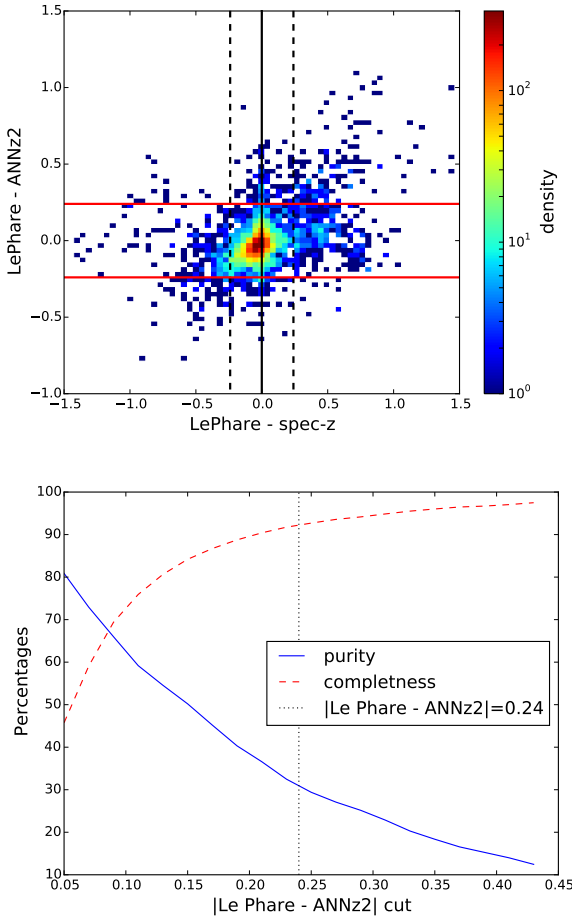 1.5
1.0
0.5
0.0
−0.5
−1.0
LePhare - ANNz2
−1.5 −1.0 −0.5 0.0 0.5 1.0 1.5
LePhare - spec-z
10²
10¹
10⁰
density
100
90
80
70
60
50
40
30
20
10
Percentages
purity
completness
|Le Phare - ANNz2|=0.24
0.05 0.10 0.15 0.20 0.25 0.30 0.35 0.40 0.45
|Le Phare - ANNz2| cut